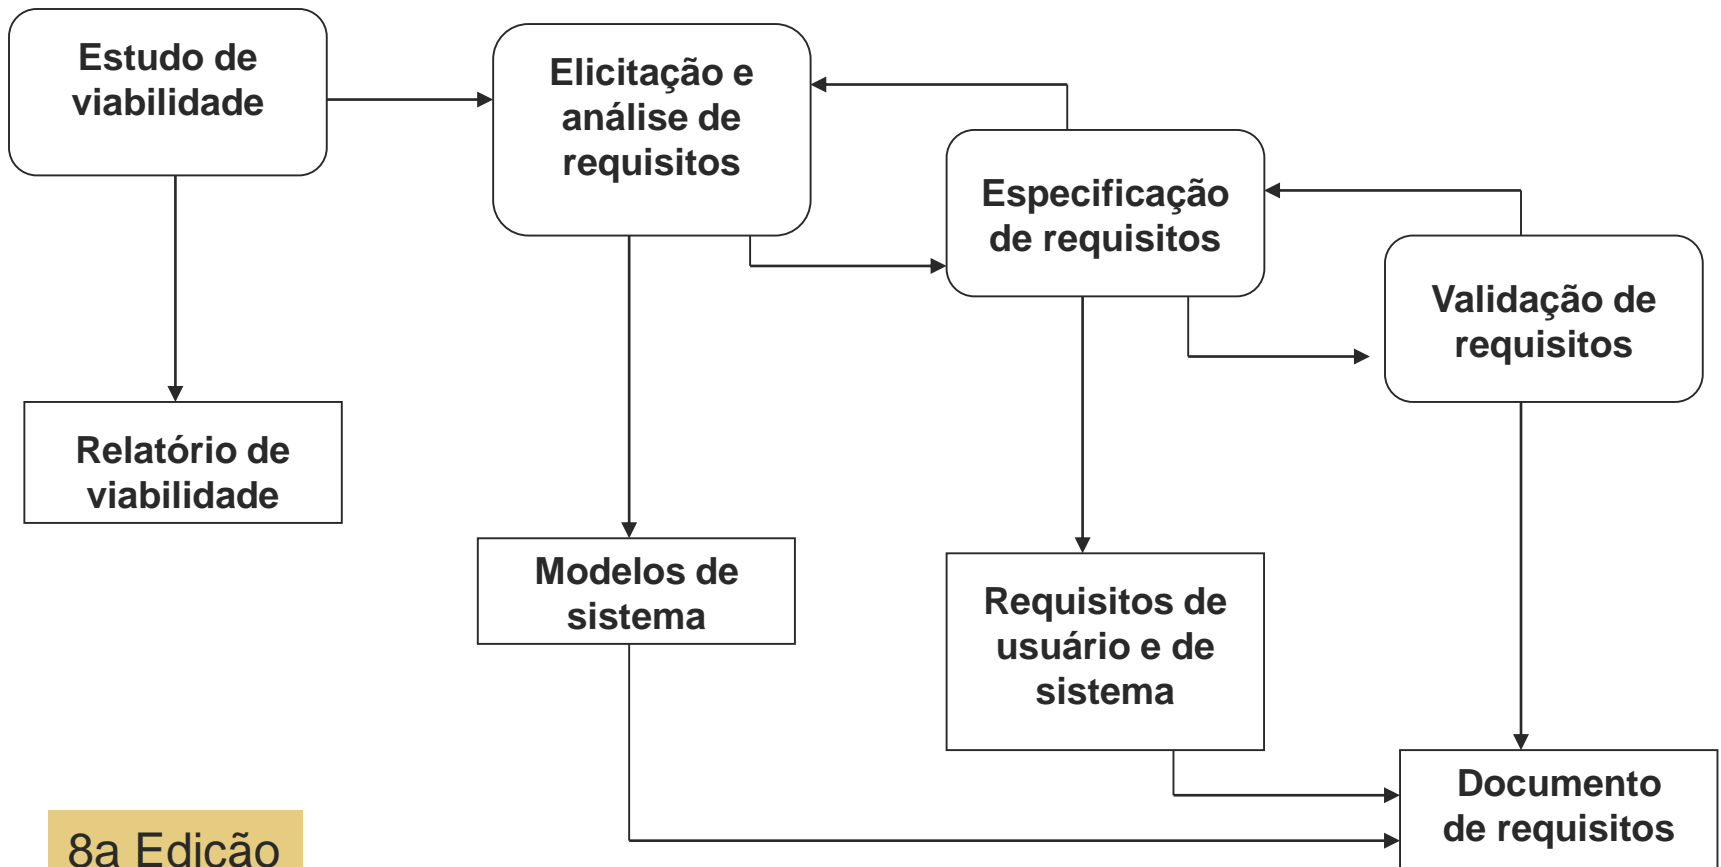 Estudo de
viabilidade
Elicitação e
análise de
requisitos
Especificação
de requisitos
Validação de
requisitos
Relatório de
viabilidade
Modelos de
sistema
Requisitos de
usuário e de
sistema
Documento
de requisitos
8a Edição